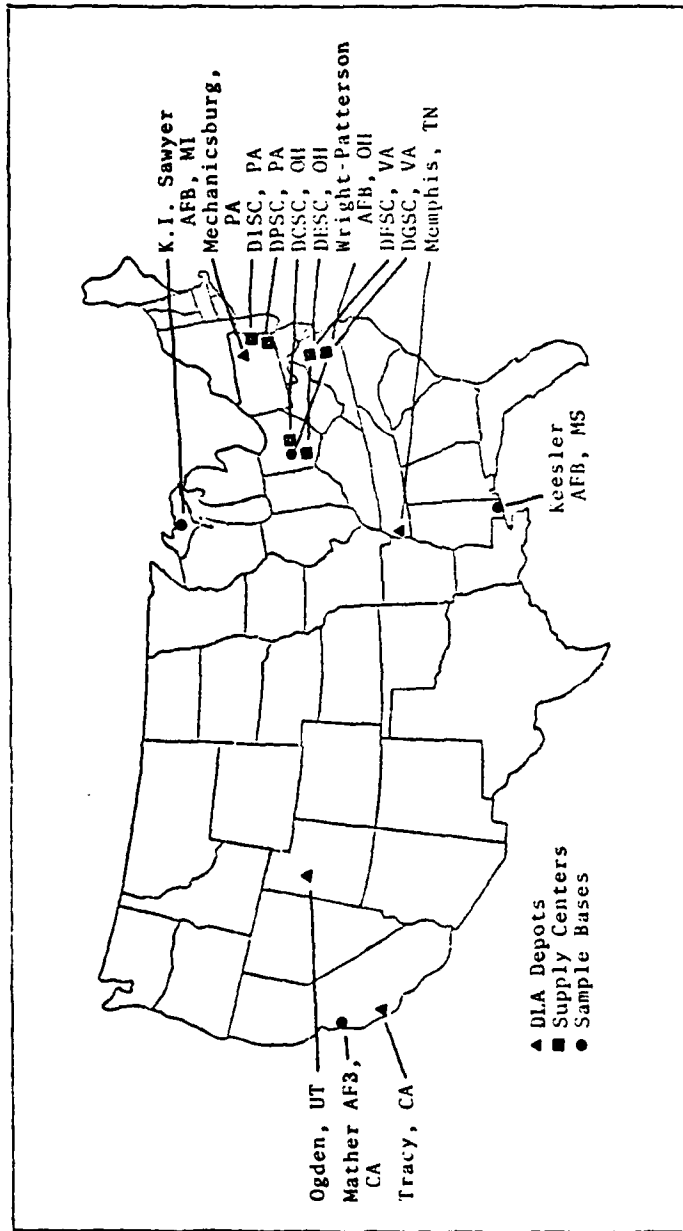 K.I. Sawyer
AFB, MI
Mechanicsburg,
PA
DISC, PA
DPSC, PA
DCSC, OH
DESC, OH
Wright-Patterson
AFB, OH
DFSC, VA
DGSC, VA
Memphis, TN
Keesler
AFB, MS
Ogden, UT
Mather AFB,
CA
Tracy, CA
▲ DLA Depots
■ Supply Centers
● Sample Bases